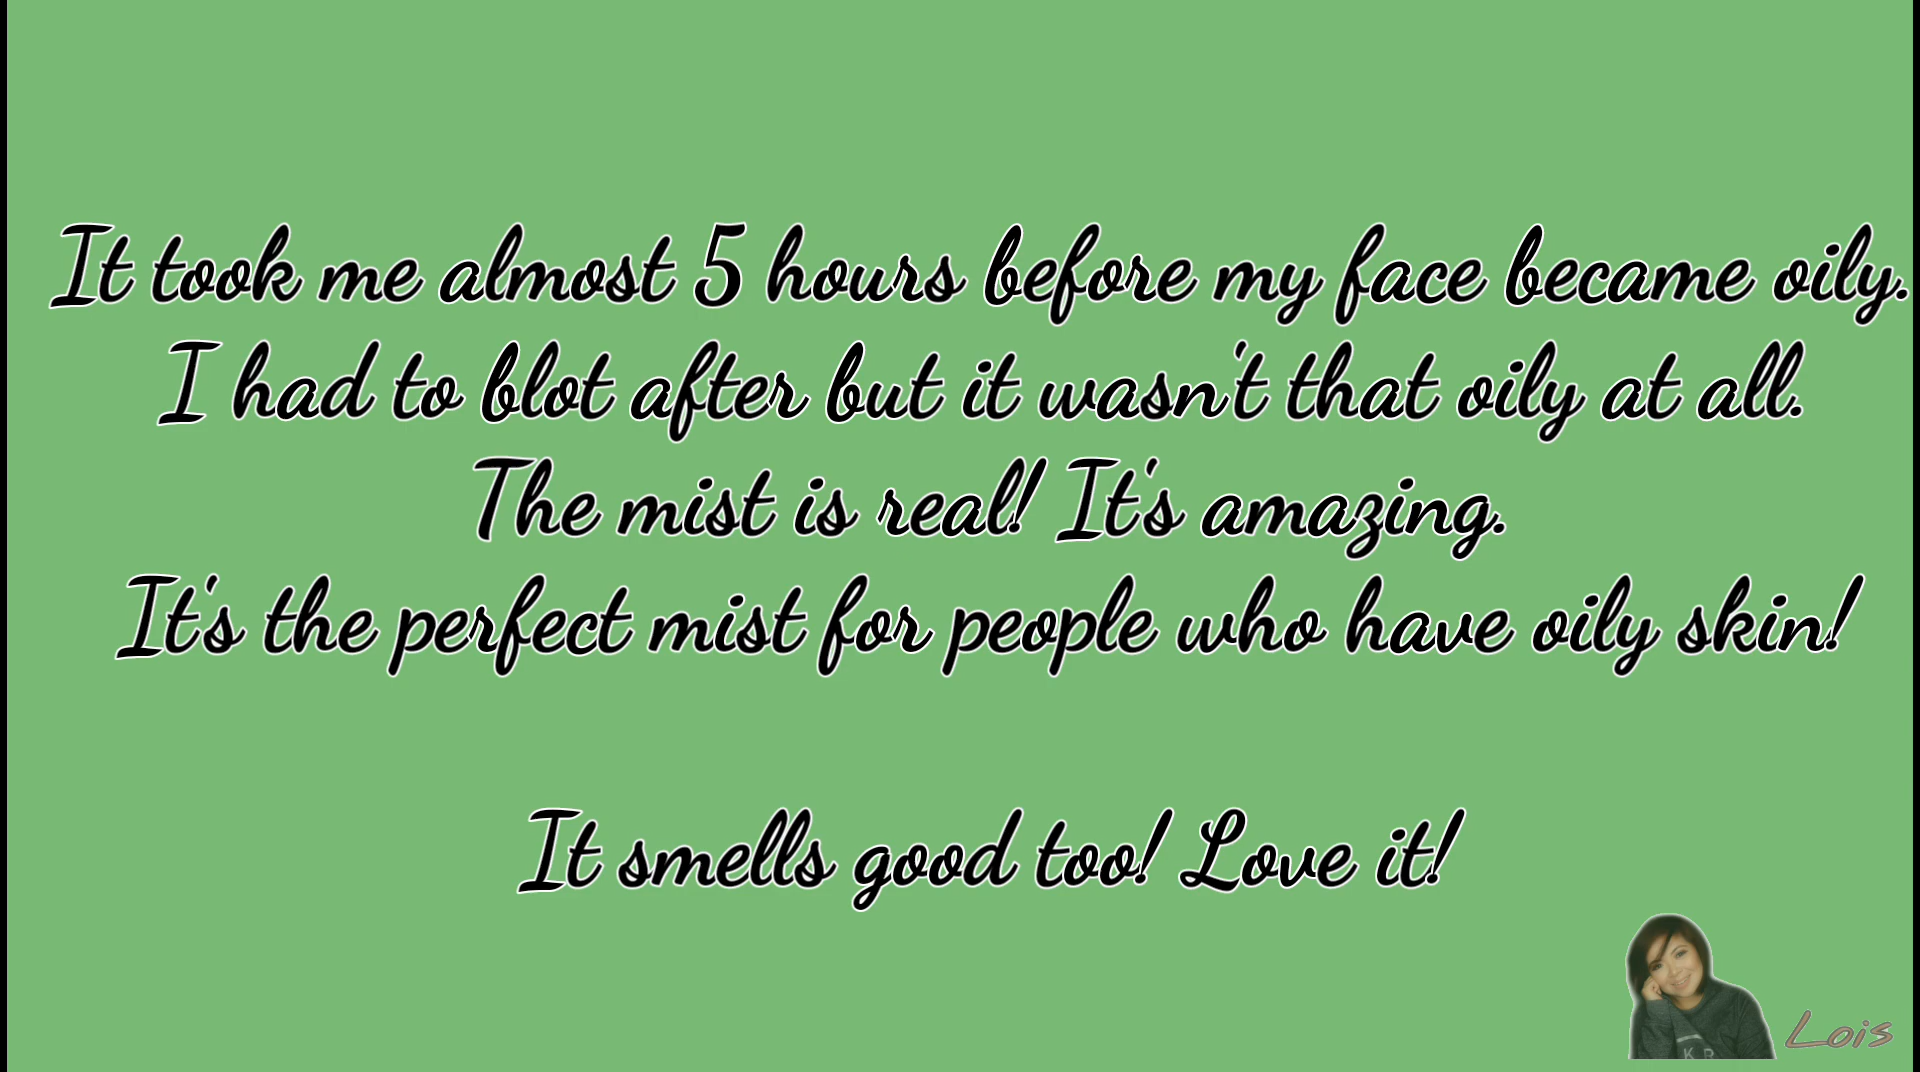 It took me almost 5 hours before my face became oily.
I had to blot after but it wasn't that oily at all.
The mist is real! It's amazing.
It's the perfect mist for people who have oily skin!
It smells good too! Love it!
KR
Lois